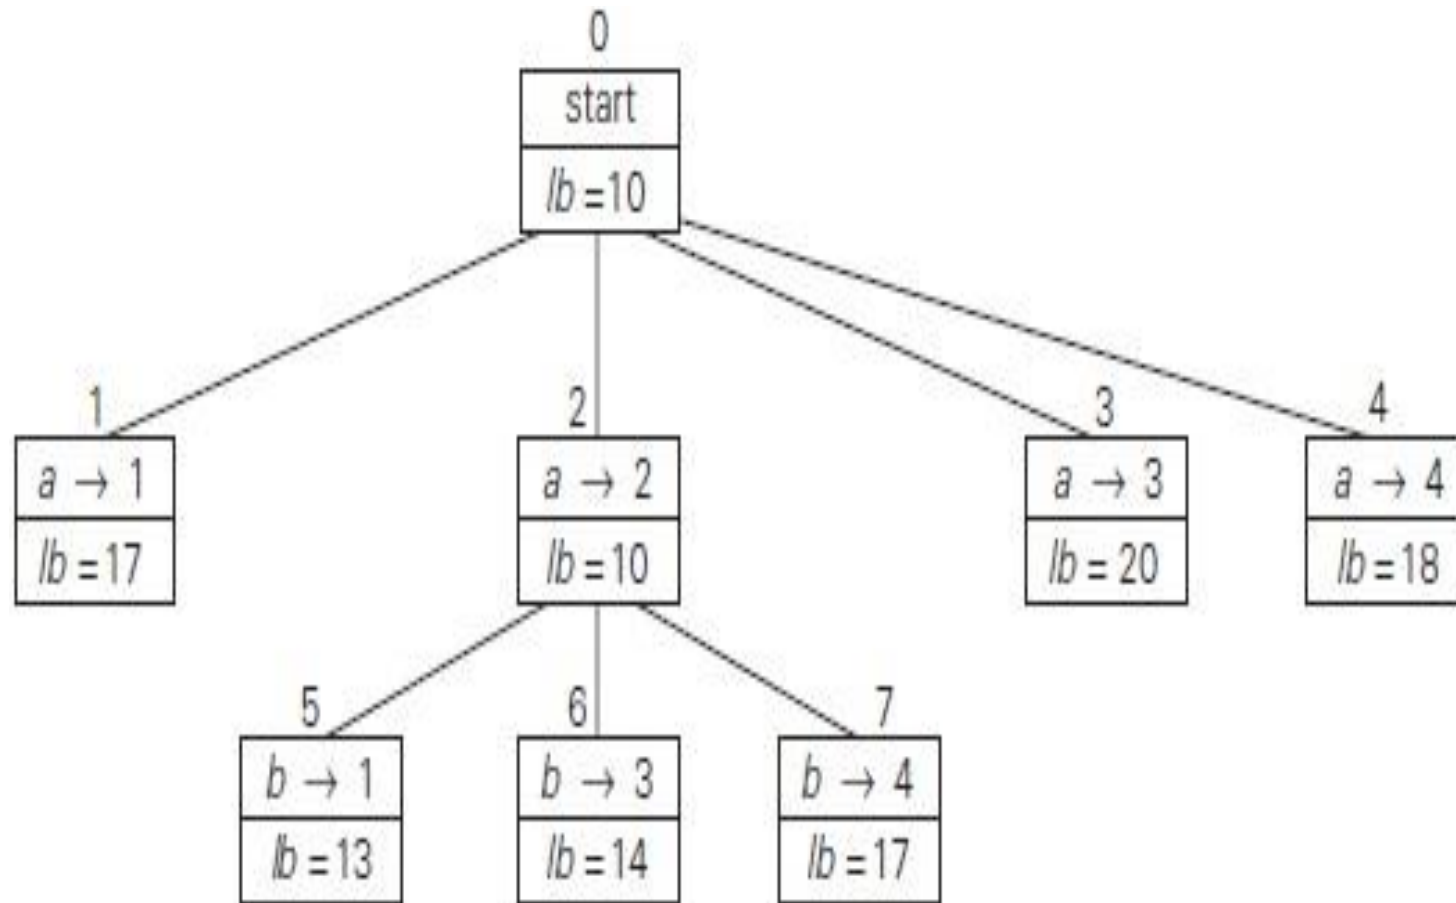 0
start
lb =10
1
2
3
4
a → 1
a → 2
a → 3
a → 4
lb =17
lb =10
lb = 20
lb =18
5
6
7
b → 1
b → 3
b → 4
lb =13
lb =14
lb =17